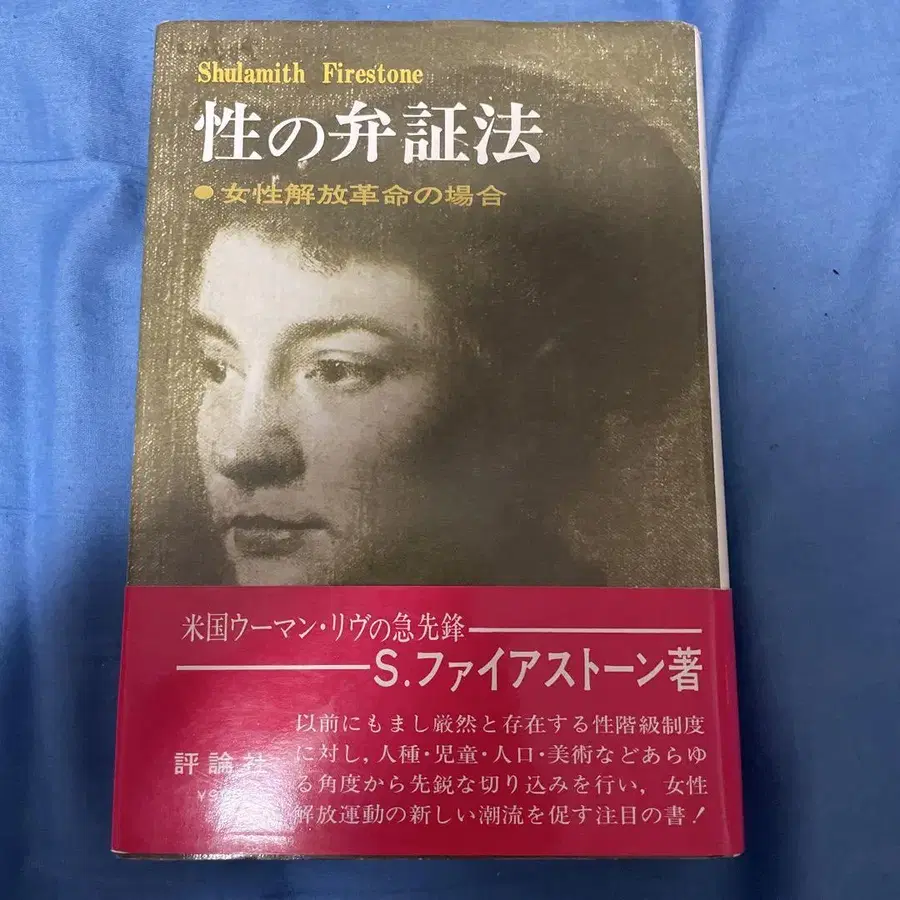 Shulamith Firestone
性の弁証法
●女性解放革命の場合
米国ウーマン・リヴの急先鋒
S.ファイアストーン著
以前にもまし厳然と存在する性階級制度
に対し,人種・児童・人口・美術などあらゆ
る角度から先鋭な切り込みを行い,女性
解放運動の新しい潮流を促す注目の書!
評論社